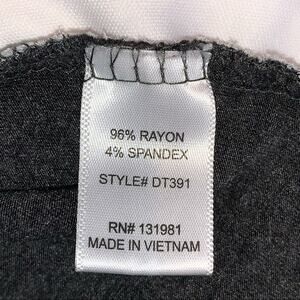 96% RAYON
4% SPANDEX
STYLE# DT391
RN# 131981
MADE IN VIETNAM